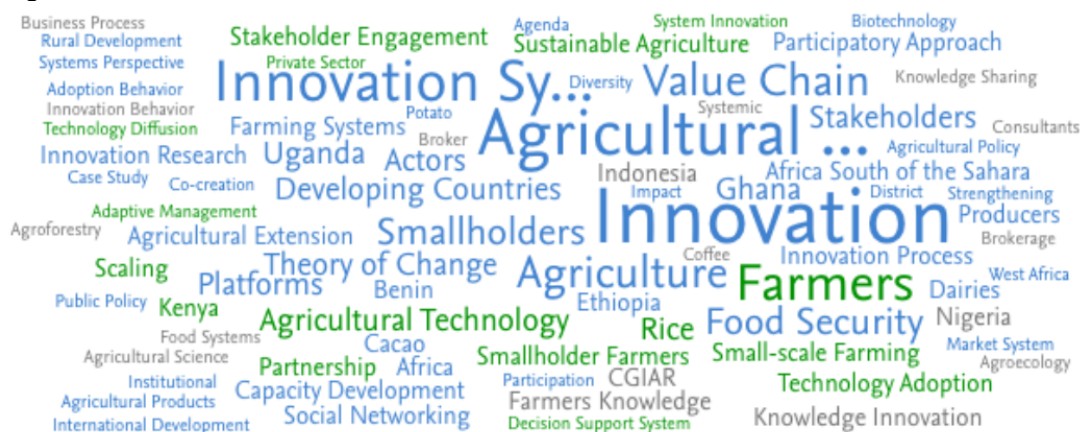 Business Process
Agenda
System Innovation
Biotechnology
Rural Development
Stakeholder Engagement
Sustainable Agriculture
Participatory Approach
Systems Perspective
Private Sector
Innovation Sy...
Diversity
Value Chain
Knowledge Sharing
Adoption Behavior
Innovation Behavior
Potato
Systemic
Stakeholders
Technology Diffusion
Farming Systems
Broker
Agricultural ...
Consultants
Innovation Research
Uganda
Actors
Agricultural Policy
Case Study
Co-creation
Developing Countries
Indonesia
Africa South of the Sahara
Impact
Ghana
District
Strengthening
Adaptive Management
Innovation
Producers
Agroforestry
Agricultural Extension
Smallholders
Brokerage
Scaling
Theory of Change
Coffee
Innovation Process
Platforms
Benin
Agriculture
Farmers
Dairies
West Africa
Public Policy
Kenya
Ethiopia
Agricultural Technology
Rice
Food Security
Nigeria
Food Systems
Cacao
Market System
Agricultural Science
Partnership
Africa
Smallholder Farmers
Small-scale Farming
Agroecology
Institutional
Capacity Development
Participation
CGIAR
Technology Adoption
Agricultural Products
Farmers Knowledge
International Development
Social Networking
Decision Support System
Knowledge Innovation